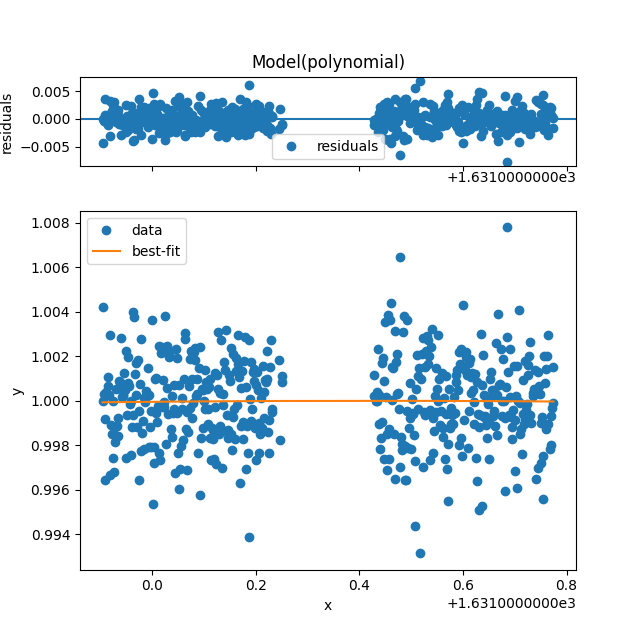 Model(polynomial)
residuals
0.005
0.000
−0.005
residuals
+1.6310000000e3
y
1.008
1.006
1.004
1.002
1.000
0.998
0.996
0.994
data
best-fit
0.0 0.2 0.4 0.6 0.8
x
+1.6310000000e3